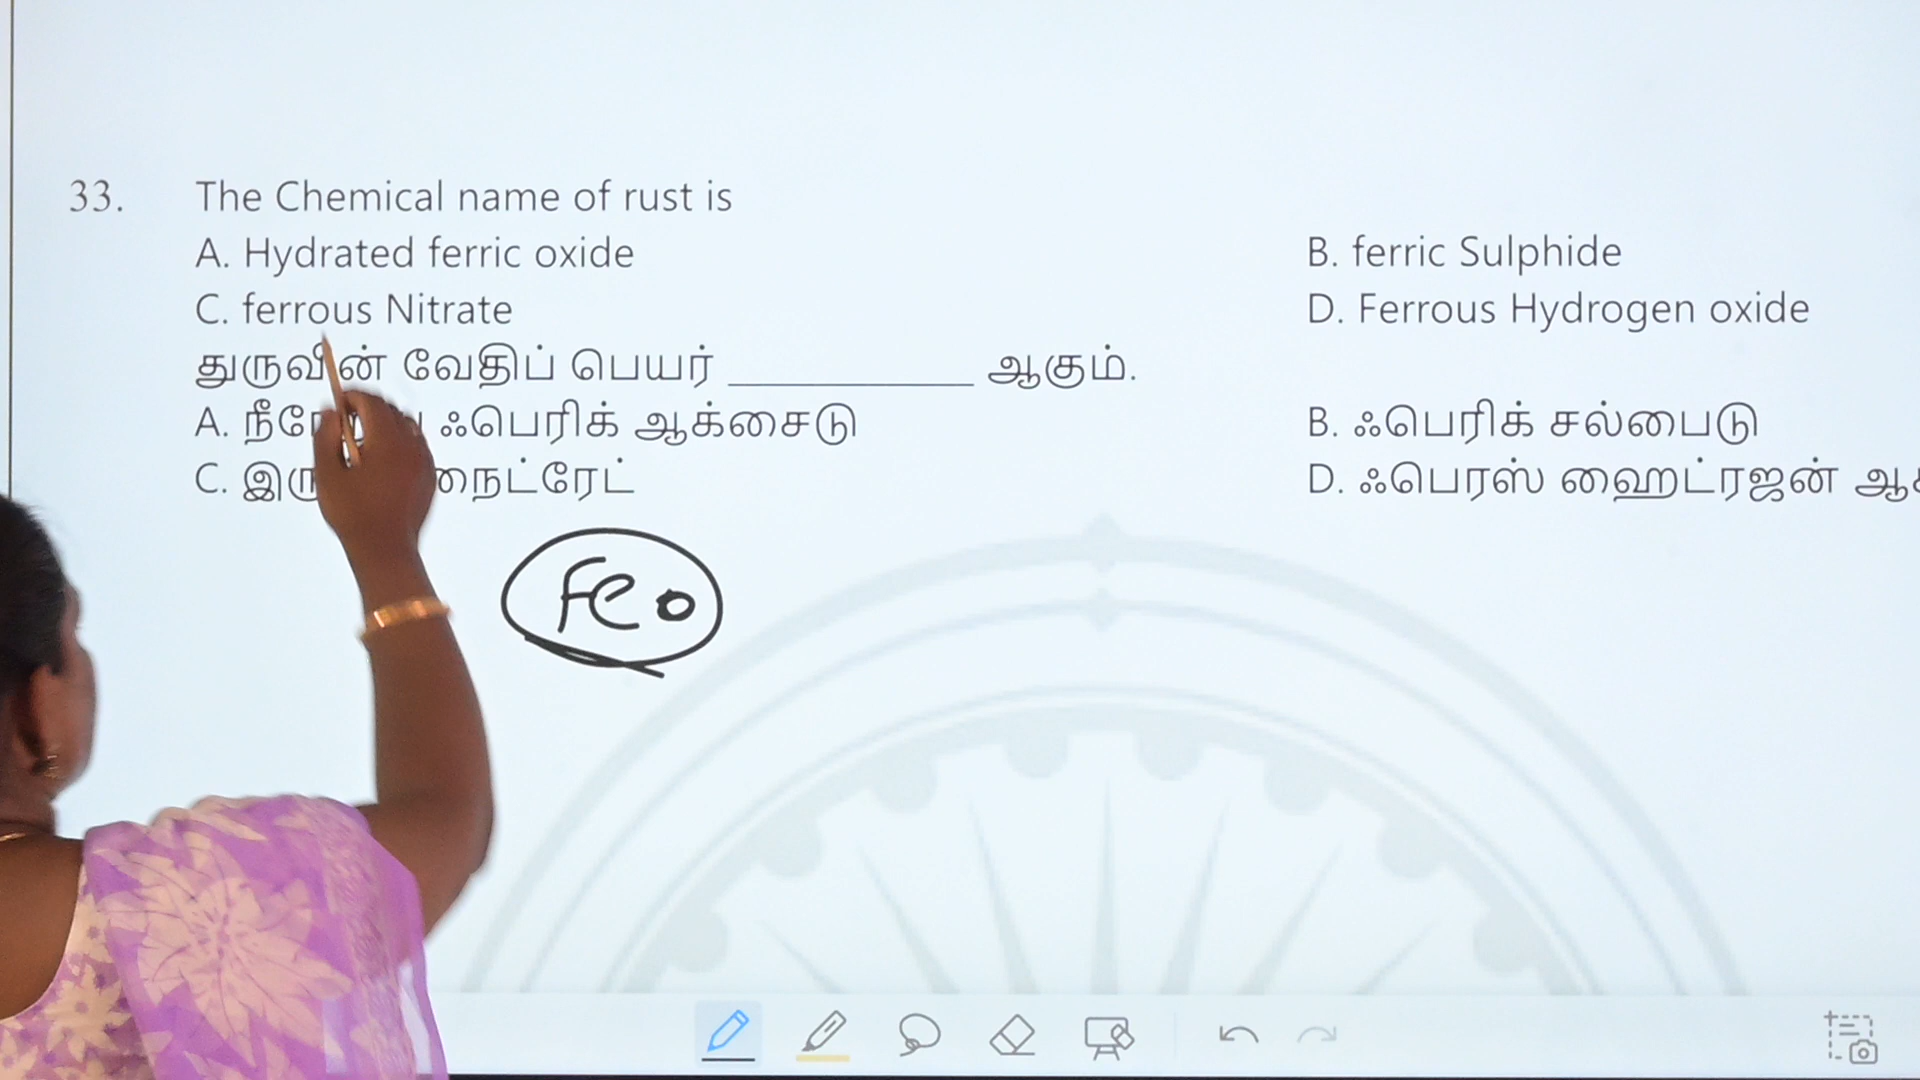 33. The Chemical name of rust is
A. Hydrated ferric oxide B. ferric Sulphide
C. ferrous Nitrate D. Ferrous Hydrogen oxide
துருவின் வேதிப் பெயர் ____________ ஆகும்.
A. ஃபெரிக் ஆக்சைடு B. ஃபெரிக் சல்பைடு
C. நைட்ரேட் D. ஃபெரஸ் ஹைட்ரஜன்
Feo